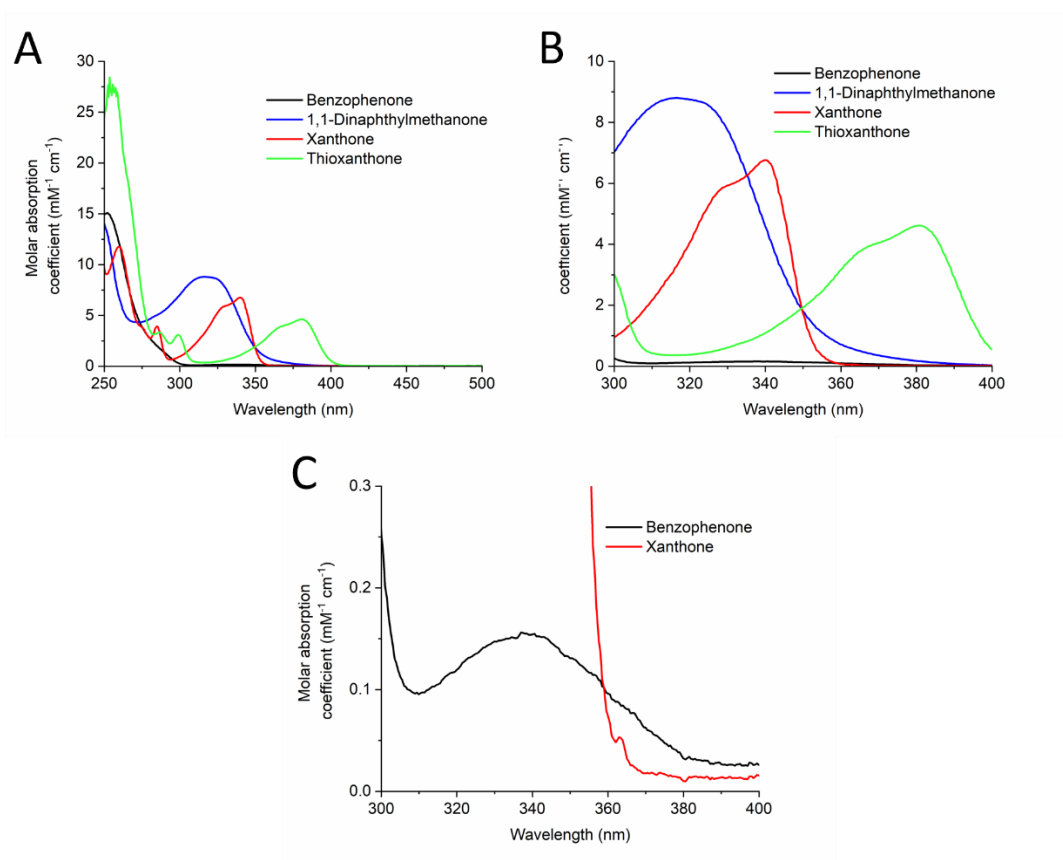 A
30
25
20
15
10
5
0
250
300
350
400
450
500
Molar absorption
coefficient (mM⁻¹ cm⁻¹)
Wavelength (nm)
Benzophenone
1,1-Dinaphthylmethanone
Xanthone
Thioxanthone
B
10
8
6
4
2
0
300
320
340
360
380
400
coefficient (mM⁻¹ cm⁻¹)
Wavelength (nm)
Benzophenone
1,1-Dinaphthylmethanone
Xanthone
Thioxanthone
C
0.3
0.2
0.1
0.0
300
320
340
360
380
400
Molar absorption
coefficient (mM⁻¹ cm⁻¹)
Wavelength (nm)
Benzophenone
Xanthone